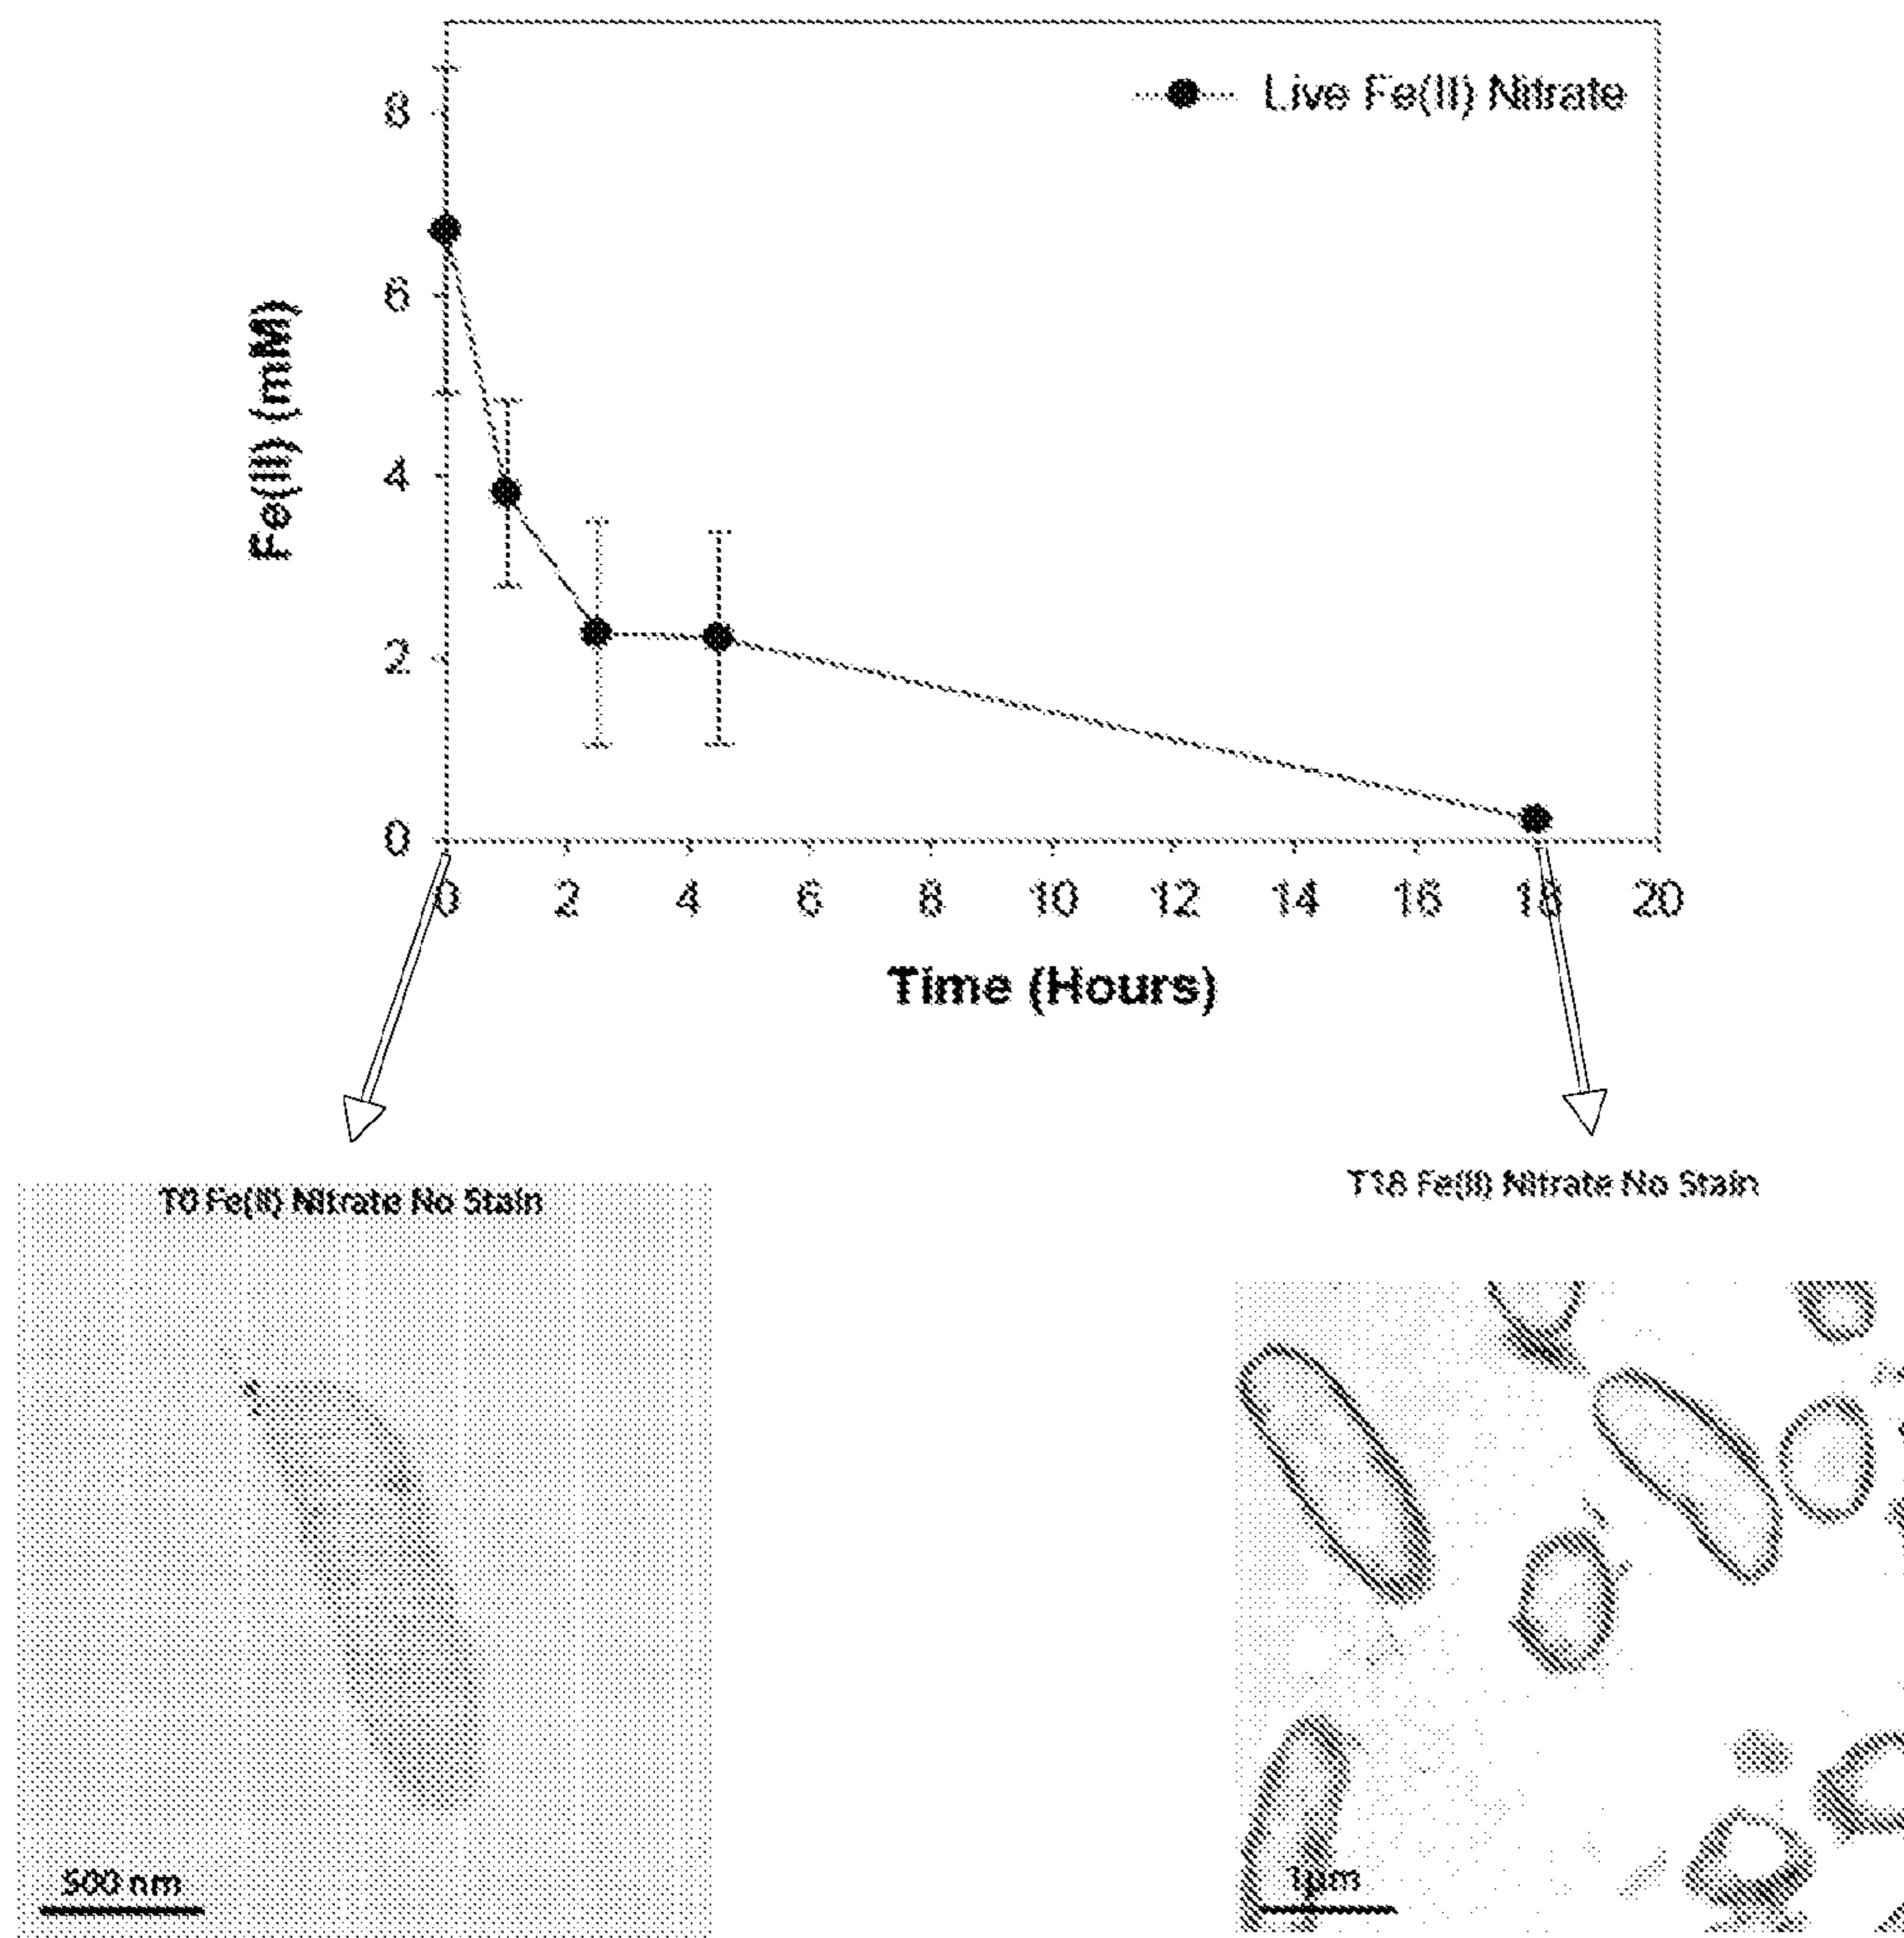 Live Fe(II) Nitrate
8
6
4
2
0
Fe(II) (mM)
0 2 4 6 8 10 12 14 16 18 20
Time (Hours)
T0 Fe(II) Nitrate No Stain
T18 Fe(II) Nitrate No Stain
500 nm
1µm